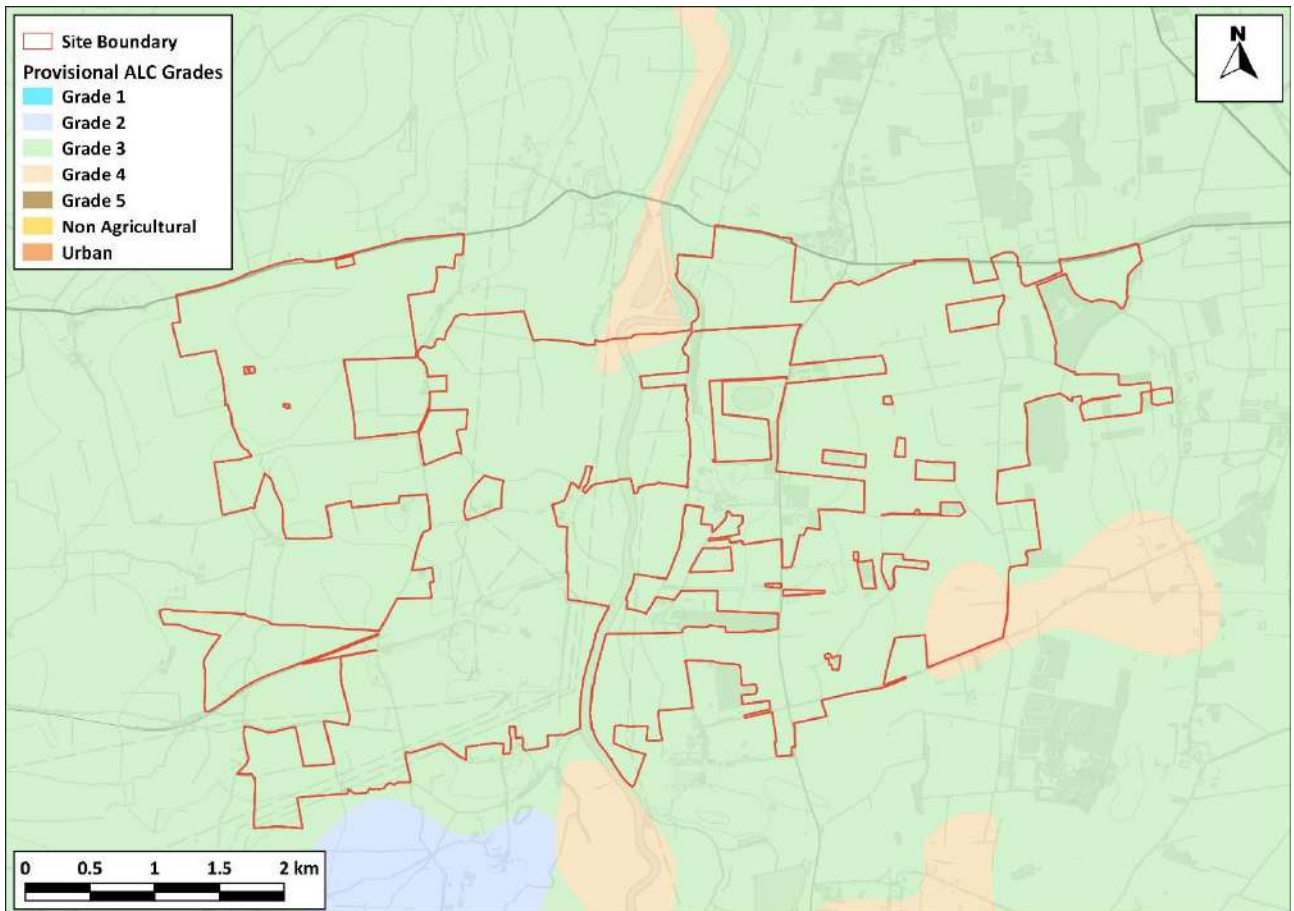 Site Boundary
Provisional ALC Grades
Grade 1
Grade 2
Grade 3
Grade 4
Grade 5
Non Agricultural
Urban
N
0 0.5 1 1.5 2 km